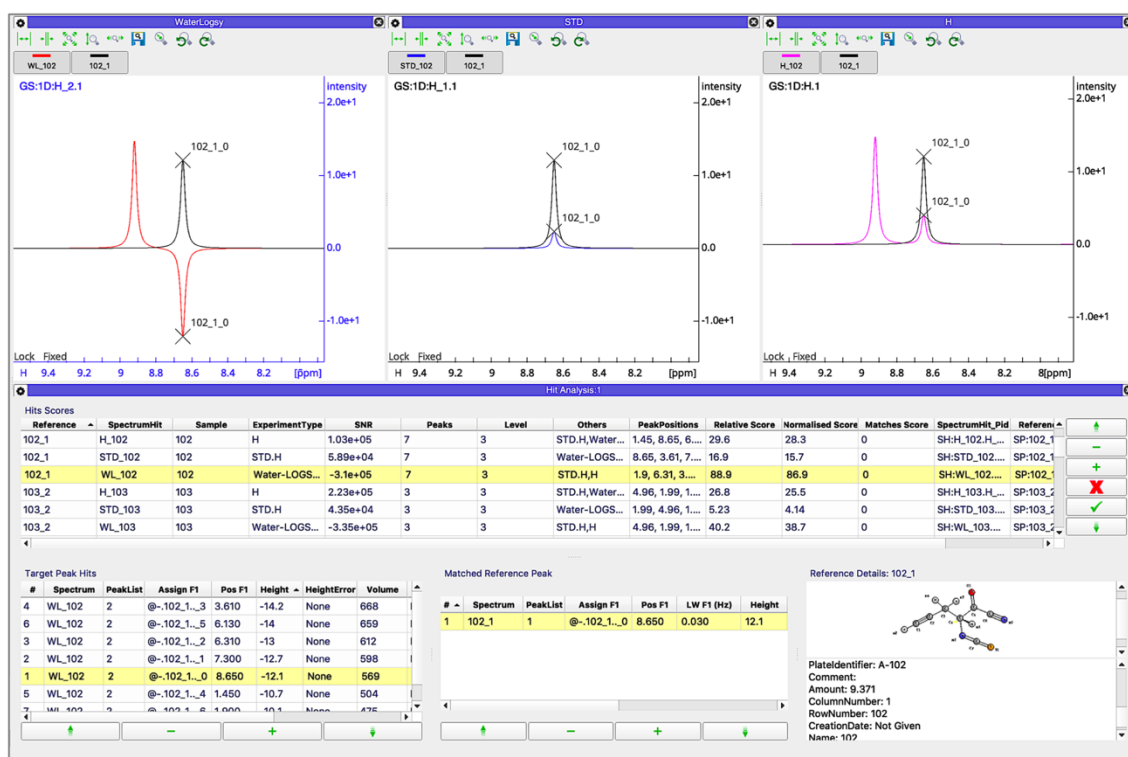 WaterLogsy
STD
H
WL_102 102_1
STD_102 102_1
H_102 102_1
GS:1D:H_2.1 intensity
GS:1D:H_1.1 intensity
GS:1D:H.1 intensity
2.0e+1 2.0e+1 2.0e+1
102_1_0 102_1_0 102_1_0
1.0e+1 1.0e+1 1.0e+1
102_1_0 102_1_0
0.0 0.0 0.0
102_1_0
-1.0e+1 -1.0e+1 -1.0e+1
Lock Fixed Lock Fixed Lock Fixed
H 9.4 9.2 9 8.8 8.6 8.4 8.2 [ppm]
H 9.4 9.2 9 8.8 8.6 8.4 8.2 [ppm]
H 9.4 9.2 9 8.8 8.6 8.4 8.2 8[ppm]
Hit Analysis:1
Hits Scores
Reference SpectrumHit Sample ExperimentType SNR Peaks Level Others PeakPositions Relative Score Normalised Score Matches Score SpectrumHit_Pid Referen
102_1 H_102 102 H 1.03e+05 7 3 STD.H,Water... 1.45, 8.65, 6.... 29.6 28.3 0 SH:H_102.H_... SP:102_1
102_1 STD_102 102 STD.H 5.89e+04 7 3 Water-LOGS... 8.65, 3.61, 7.... 16.9 15.7 0 SH:STD_102.... SP:102_1
102_1 WL_102 102 Water-LOGS... -3.1e+05 7 3 STD.H,H 1.9, 6.31, 3.... 88.9 86.9 0 SH:WL_102.... SP:102_1
103_2 H_103 103 H 2.23e+05 3 3 STD.H,Water... 4.96, 1.99, 1.... 26.8 25.5 0 SH:H_103.H... SP:103_2
103_2 STD_103 103 STD.H 4.35e+04 3 3 Water-LOGS... 1.99, 4.96, 1.... 5.23 4.14 0 SH:STD_103.... SP:103_2
103_2 WL_103 103 Water-LOGS... -3.35e+05 3 3 STD.H,H 4.96, 1.99, 1.... 40.2 38.7 0 SH:WL_103.... SP:103_2
Target Peak Hits
# Spectrum PeakList Assign F1 Pos F1 Height HeightError Volume
4 WL_102 2 @-.102_1.._3 3.610 -14.2 None 668
6 WL_102 2 @-.102_1.._5 6.130 -14 None 659
3 WL_102 2 @-.102_1.._2 6.310 -13 None 612
2 WL_102 2 @-.102_1.._1 7.300 -12.7 None 598
1 WL_102 2 @-.102_1.._0 8.650 -12.1 None 569
5 WL_102 2 @-.102_1.._4 1.450 -10.7 None 504
7 WL_102 2 @-.102_1.._6 1.900 -10.1 None 475
Matched Reference Peak
# Spectrum PeakList Assign F1 Pos F1 LW F1 (Hz) Height
1 102_1 1 @-.102_1.._0 8.650 0.030 12.1
Reference Details: 102_1
PlateIdentifier: A-102
Comment:
Amount: 9.371
ColumnNumber: 1
RowNumber: 102
CreationDate: Not Given
Name: 102